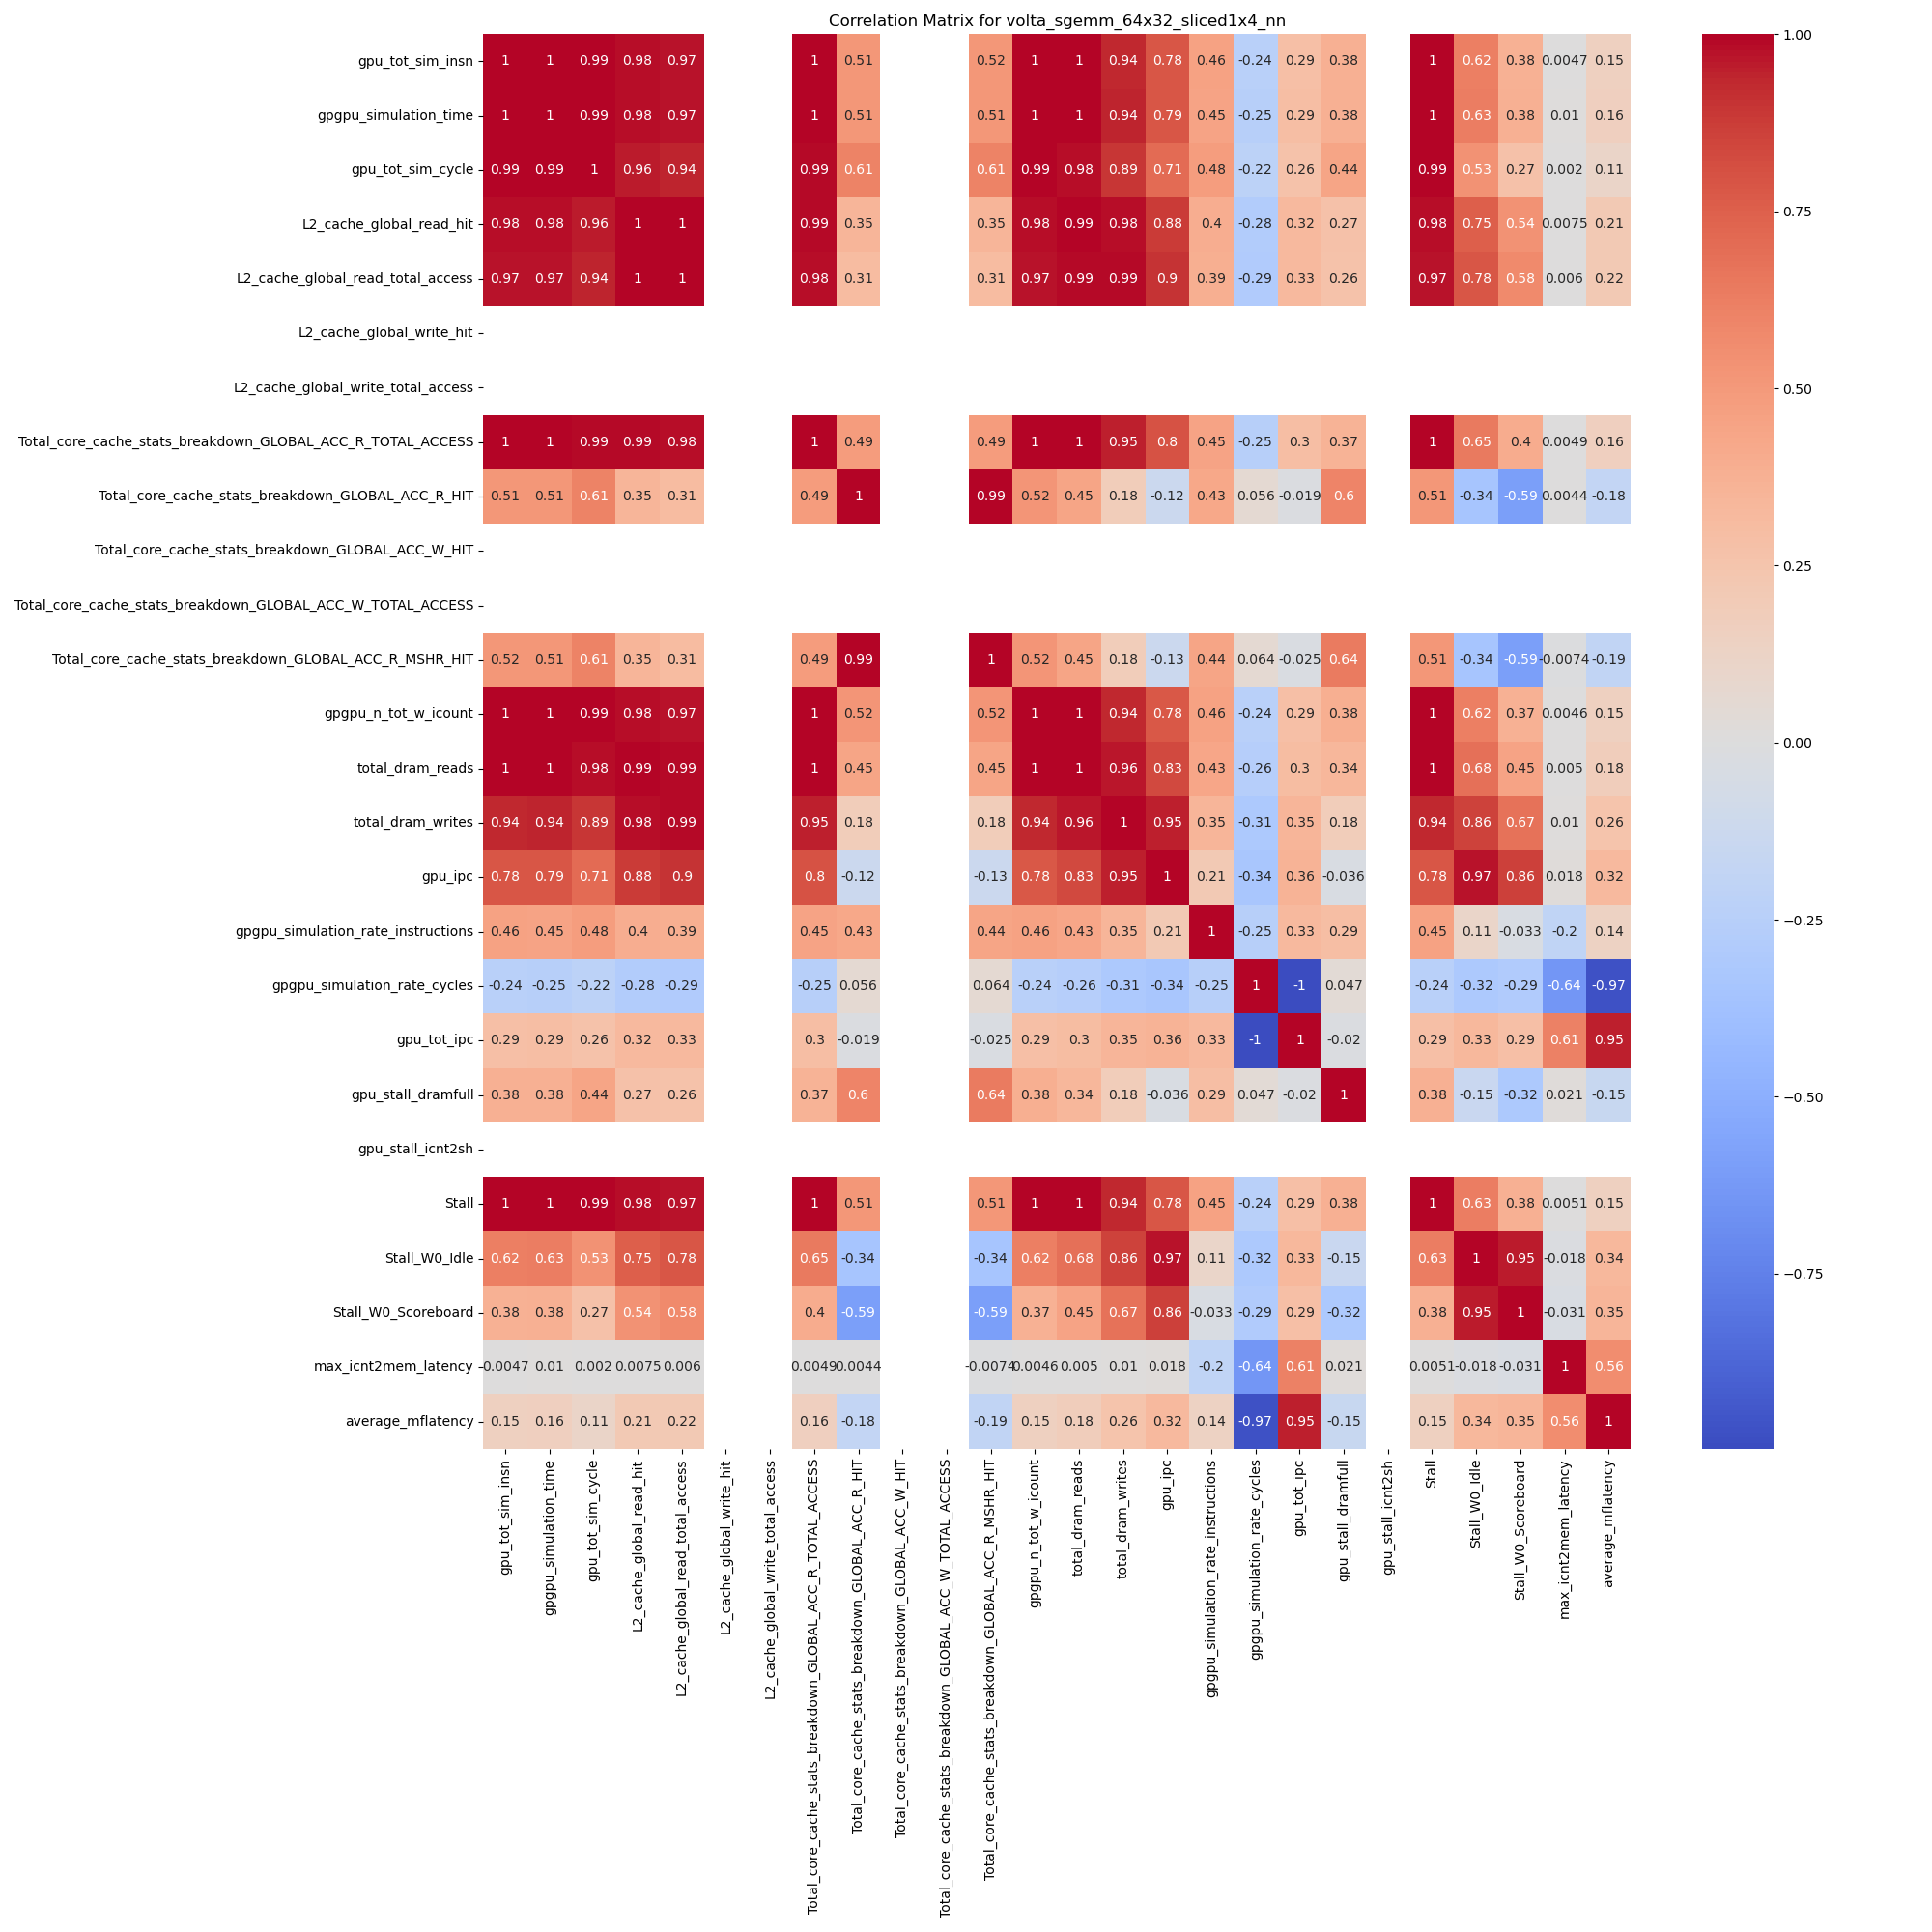 Correlation Matrix for volta_sgemm_64x32_sliced1x4_nn
gpu_tot_sim_insn 1 1 0.99 0.98 0.97 1 0.51 0.52 1 1 0.94 0.78 0.46 -0.24 0.29 0.38 1 0.62 0.38 0.0047 0.15
gpgpu_simulation_time 1 1 0.99 0.98 0.97 1 0.51 0.51 1 1 0.94 0.79 0.45 -0.25 0.29 0.38 1 0.63 0.38 0.01 0.16
gpu_tot_sim_cycle 0.99 0.99 1 0.96 0.94 0.99 0.61 0.61 0.99 0.98 0.89 0.71 0.48 -0.22 0.26 0.44 0.99 0.53 0.27 0.002 0.11
L2_cache_global_read_hit 0.98 0.98 0.96 1 1 0.99 0.35 0.35 0.98 0.99 0.98 0.88 0.4 -0.28 0.32 0.27 0.98 0.75 0.54 0.0075 0.21
L2_cache_global_read_total_access 0.97 0.97 0.94 1 1 0.98 0.31 0.31 0.97 0.99 0.99 0.9 0.39 -0.29 0.33 0.26 0.97 0.78 0.58 0.006 0.22
L2_cache_global_write_hit
L2_cache_global_write_total_access
Total_core_cache_stats_breakdown_GLOBAL_ACC_R_TOTAL_ACCESS 1 1 0.99 0.99 0.98 1 0.49 0.49 1 1 0.95 0.8 0.45 -0.25 0.3 0.37 1 0.65 0.4 0.0049 0.16
Total_core_cache_stats_breakdown_GLOBAL_ACC_R_HIT 0.51 0.51 0.61 0.35 0.31 0.49 1 0.99 0.52 0.45 0.18 -0.12 0.43 0.056 -0.019 0.6 0.51 -0.34 -0.59 0.0044 -0.18
Total_core_cache_stats_breakdown_GLOBAL_ACC_W_HIT
Total_core_cache_stats_breakdown_GLOBAL_ACC_W_TOTAL_ACCESS
Total_core_cache_stats_breakdown_GLOBAL_ACC_R_MSHR_HIT 0.52 0.51 0.61 0.35 0.31 0.49 0.99 1 0.52 0.45 0.18 -0.13 0.44 0.064 -0.025 0.64 0.51 -0.34 -0.59 -0.0074 -0.19
gpgpu_n_tot_w_icount 1 1 0.99 0.98 0.97 1 0.52 0.52 1 1 0.94 0.78 0.46 -0.24 0.29 0.38 1 0.62 0.37 0.0046 0.15
total_dram_reads 1 1 0.98 0.99 0.99 1 0.45 0.45 1 1 0.96 0.83 0.43 -0.26 0.3 0.34 1 0.68 0.45 0.005 0.18
total_dram_writes 0.94 0.94 0.89 0.98 0.99 0.95 0.18 0.18 0.94 0.96 1 0.95 0.35 -0.31 0.35 0.18 0.94 0.86 0.67 0.01 0.26
gpu_ipc 0.78 0.79 0.71 0.88 0.9 0.8 -0.12 -0.13 0.78 0.83 0.95 1 0.21 -0.34 0.36 -0.036 0.78 0.97 0.86 0.018 0.32
gpgpu_simulation_rate_instructions 0.46 0.45 0.48 0.4 0.39 0.45 0.43 0.44 0.46 0.43 0.35 0.21 1 -0.25 0.33 0.29 0.45 0.11 -0.033 -0.2 0.14
gpgpu_simulation_rate_cycles -0.24 -0.25 -0.22 -0.28 -0.29 -0.25 0.056 0.064 -0.24 -0.26 -0.31 -0.34 -0.25 1 -1 0.047 -0.24 -0.32 -0.29 -0.64 -0.97
gpu_tot_ipc 0.29 0.29 0.26 0.32 0.33 0.3 -0.019 -0.025 0.29 0.3 0.35 0.36 0.33 -1 1 -0.02 0.29 0.33 0.29 0.61 0.95
gpu_stall_dramfull 0.38 0.38 0.44 0.27 0.26 0.37 0.6 0.64 0.38 0.34 0.18 -0.036 0.29 0.047 -0.02 1 0.38 -0.15 -0.32 0.021 -0.15
gpu_stall_icnt2sh
Stall 1 1 0.99 0.98 0.97 1 0.51 0.51 1 1 0.94 0.78 0.45 -0.24 0.29 0.38 1 0.63 0.38 0.0051 0.15
Stall_W0_Idle 0.62 0.63 0.53 0.75 0.78 0.65 -0.34 -0.34 0.62 0.68 0.86 0.97 0.11 -0.32 0.33 -0.15 0.63 1 0.95 -0.018 0.34
Stall_W0_Scoreboard 0.38 0.38 0.27 0.54 0.58 0.4 -0.59 -0.59 0.37 0.45 0.67 0.86 -0.033 -0.29 0.29 -0.32 0.38 0.95 1 -0.031 0.35
max_icnt2mem_latency 0.0047 0.01 0.002 0.0075 0.006 0.0049 0.0044 -0.0074 0.0046 0.005 0.01 0.018 -0.2 -0.64 0.61 0.021 0.0051 -0.018 -0.031 1 0.56
average_mflatency 0.15 0.16 0.11 0.21 0.22 0.16 -0.18 -0.19 0.15 0.18 0.26 0.32 0.14 -0.97 0.95 -0.15 0.15 0.34 0.35 0.56 1
gpu_tot_sim_insn
gpgpu_simulation_time
gpu_tot_sim_cycle
L2_cache_global_read_hit
L2_cache_global_read_total_access
L2_cache_global_write_hit
L2_cache_global_write_total_access
Total_core_cache_stats_breakdown_GLOBAL_ACC_R_TOTAL_ACCESS
Total_core_cache_stats_breakdown_GLOBAL_ACC_R_HIT
Total_core_cache_stats_breakdown_GLOBAL_ACC_W_HIT
Total_core_cache_stats_breakdown_GLOBAL_ACC_W_TOTAL_ACCESS
Total_core_cache_stats_breakdown_GLOBAL_ACC_R_MSHR_HIT
gpgpu_n_tot_w_icount
total_dram_reads
total_dram_writes
gpu_ipc
gpgpu_simulation_rate_instructions
gpgpu_simulation_rate_cycles
gpu_tot_ipc
gpu_stall_dramfull
gpu_stall_icnt2sh
Stall
Stall_W0_Idle
Stall_W0_Scoreboard
max_icnt2mem_latency
average_mflatency
1.00
0.75
0.50
0.25
0.00
−0.25
−0.50
−0.75